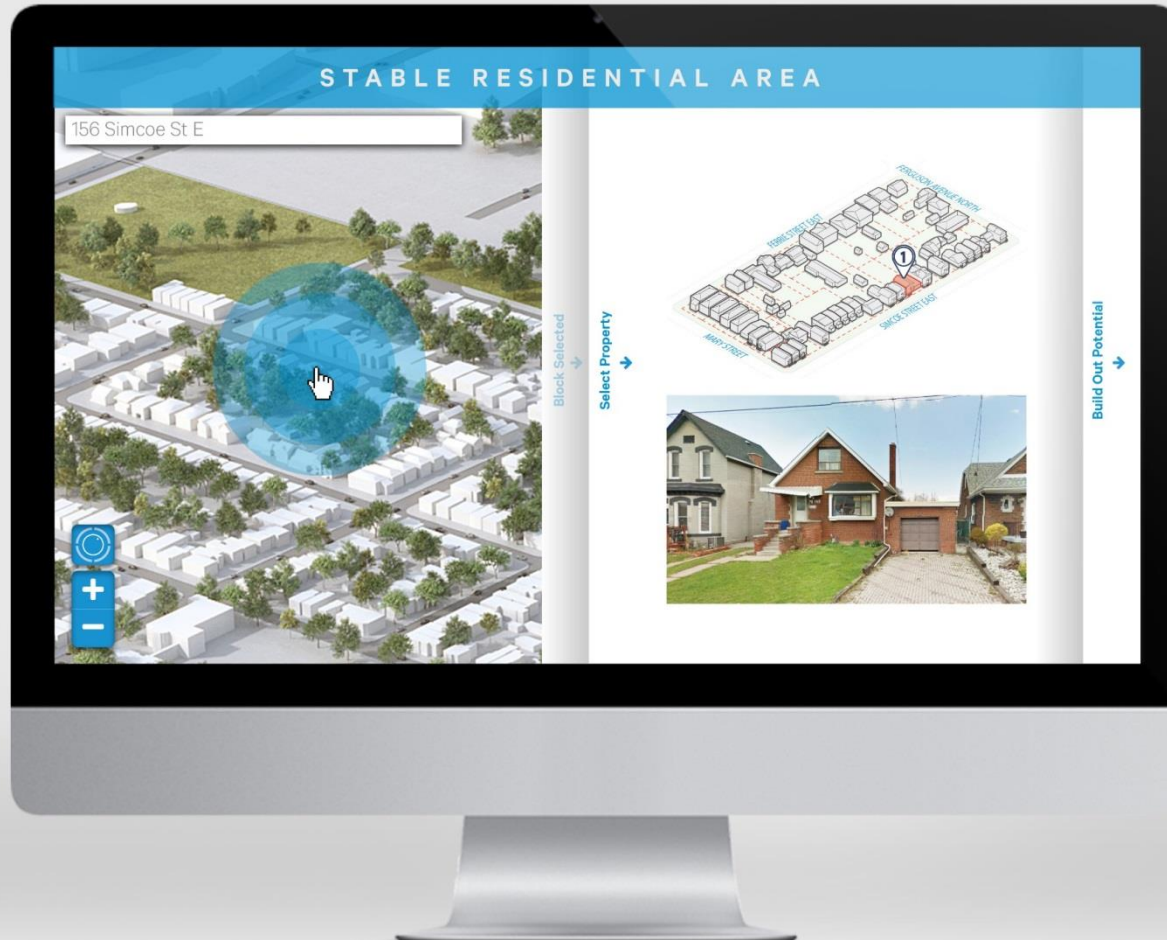 STABLE RESIDENTIAL AREA
156 Simcoe St E
Block Selected
Select Property
FERGUSON AVENUE NORTH
FERRIE STREET EAST
1
SIMCOE STREET EAST
MARY STREET
Build Out Potential